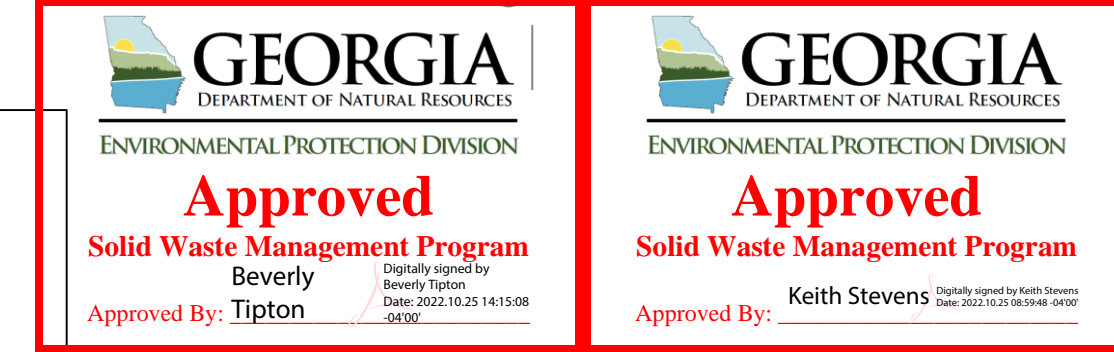 GEORGIA
DEPARTMENT OF NATURAL RESOURCES
ENVIRONMENTAL PROTECTION DIVISION
Approved
Solid Waste Management Program
Beverly
Tipton
Digitally signed by
Beverly Tipton
Date: 2022.10.25 14:15:08
-04'00'
Approved By:
GEORGIA
DEPARTMENT OF NATURAL RESOURCES
ENVIRONMENTAL PROTECTION DIVISION
Approved
Solid Waste Management Program
Keith Stevens
Digitally signed by Keith Stevens
Date: 2022.10.25 08:59:48 -04'00'
Approved By: